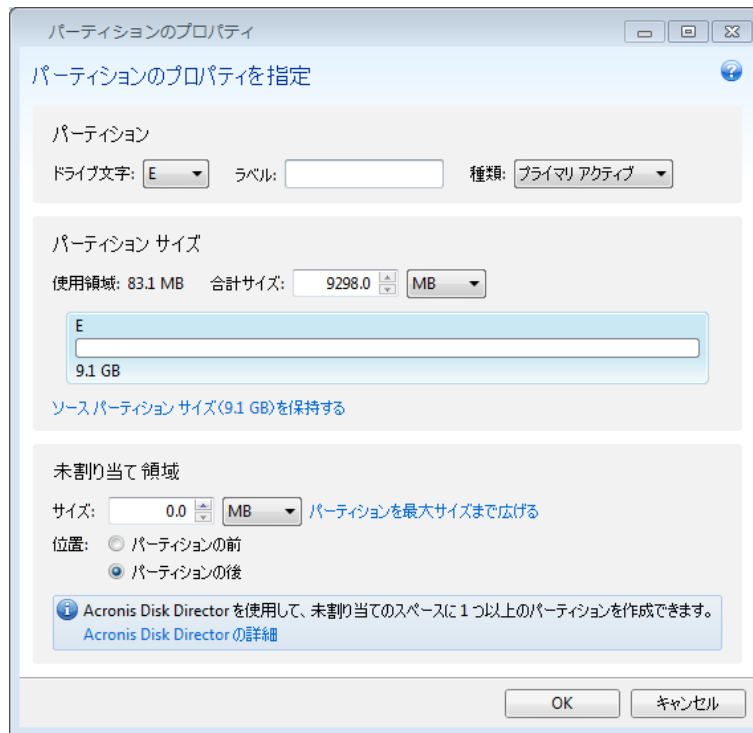 パーティションのプロパティ
パーティションのプロパティを指定
パーティション
ドライブ文字: E ラベル: 種類: プライマリ アクティブ
パーティション サイズ
使用領域: 83.1 MB 合計サイズ: 9298.0 MB
E
9.1 GB
ソース パーティション サイズ(9.1 GB)を保持する
未割り当て領域
サイズ: 0.0 MB パーティションを最大サイズまで広げる
位置: パーティションの前
パーティションの後
Acronis Disk Director を使用して、未割り当てのスペースに 1 つ以上のパーティションを作成できます。
Acronis Disk Director の詳細
OK キャンセル